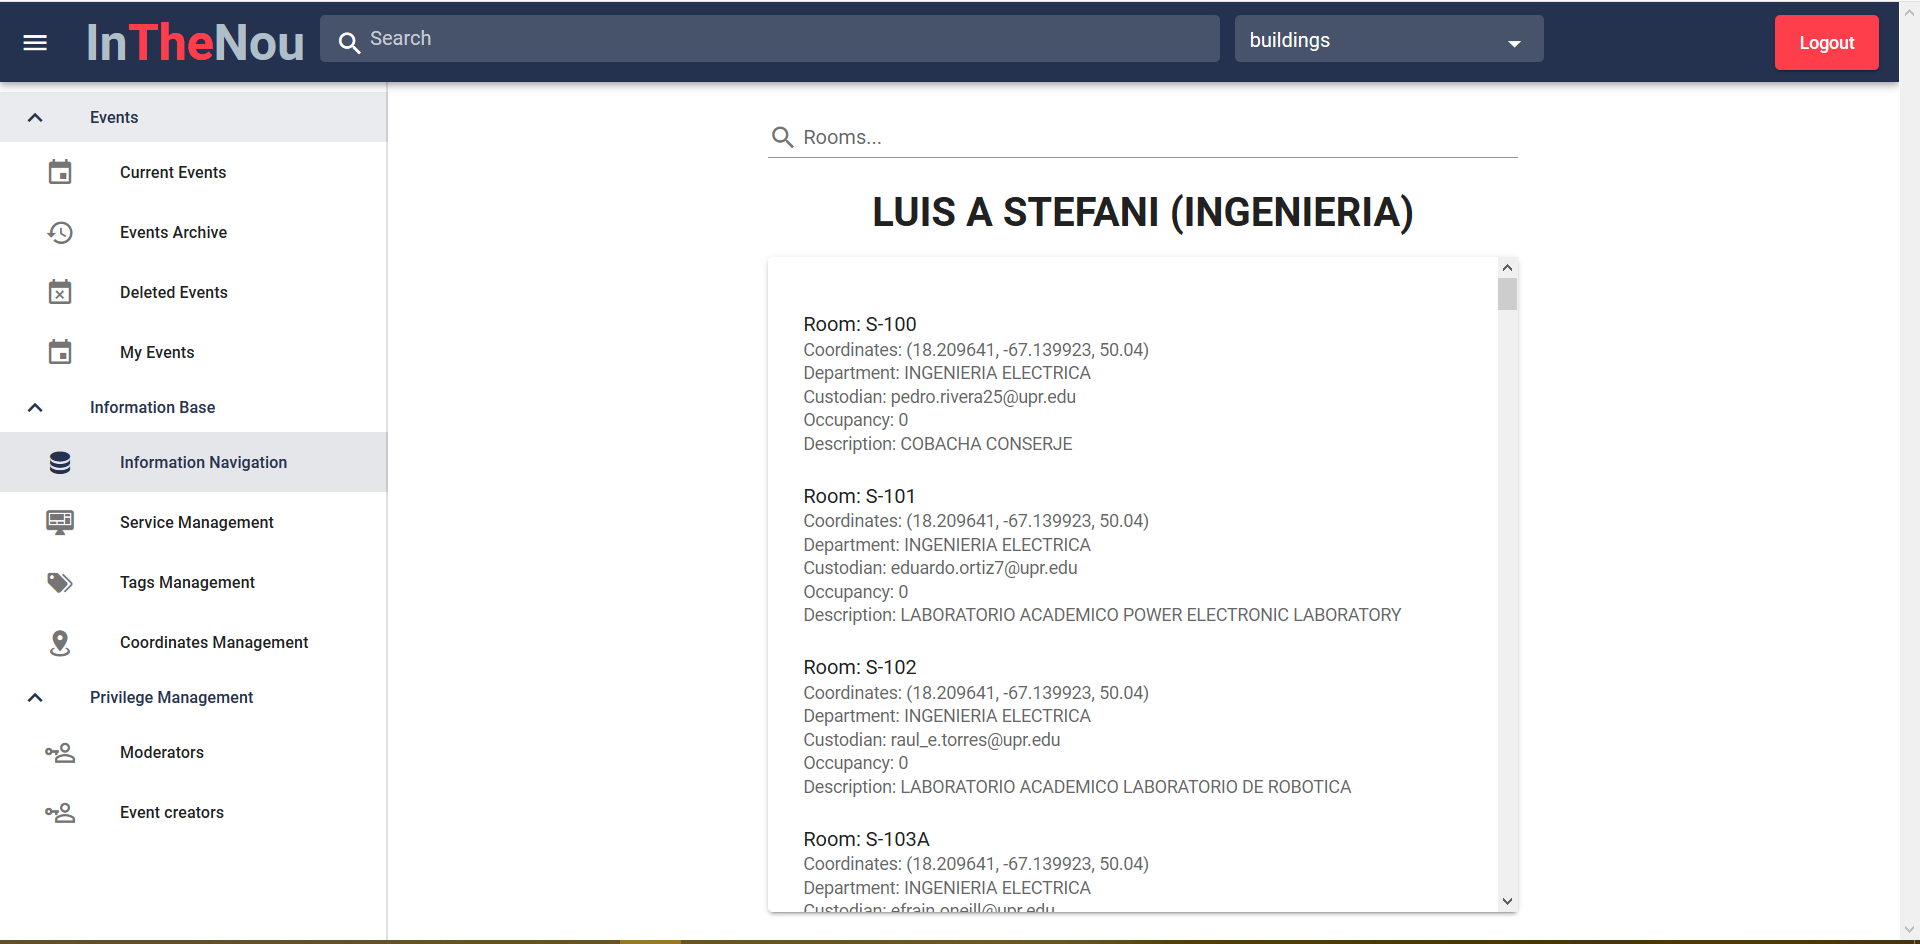 InTheNou
Search
buildings
Logout
Events
Current Events
Events Archive
Deleted Events
My Events
Information Base
Information Navigation
Service Management
Tags Management
Coordinates Management
Privilege Management
Moderators
Event creators
Rooms...
LUIS A STEFANI (INGENIERIA)
Room: S-100
Coordinates: (18.209641, -67.139923, 50.04)
Department: INGENIERIA ELECTRICA
Custodian: pedro.rivera25@upr.edu
Occupancy: 0
Description: COBACHA CONSERJE
Room: S-101
Coordinates: (18.209641, -67.139923, 50.04)
Department: INGENIERIA ELECTRICA
Custodian: eduardo.ortiz7@upr.edu
Occupancy: 0
Description: LABORATORIO ACADEMICO POWER ELECTRONIC LABORATORY
Room: S-102
Coordinates: (18.209641, -67.139923, 50.04)
Department: INGENIERIA ELECTRICA
Custodian: raul_e.torres@upr.edu
Occupancy: 0
Description: LABORATORIO ACADEMICO LABORATORIO DE ROBOTICA
Room: S-103A
Coordinates: (18.209641, -67.139923, 50.04)
Department: INGENIERIA ELECTRICA
Custodian: efrain.oneill@upr.edu